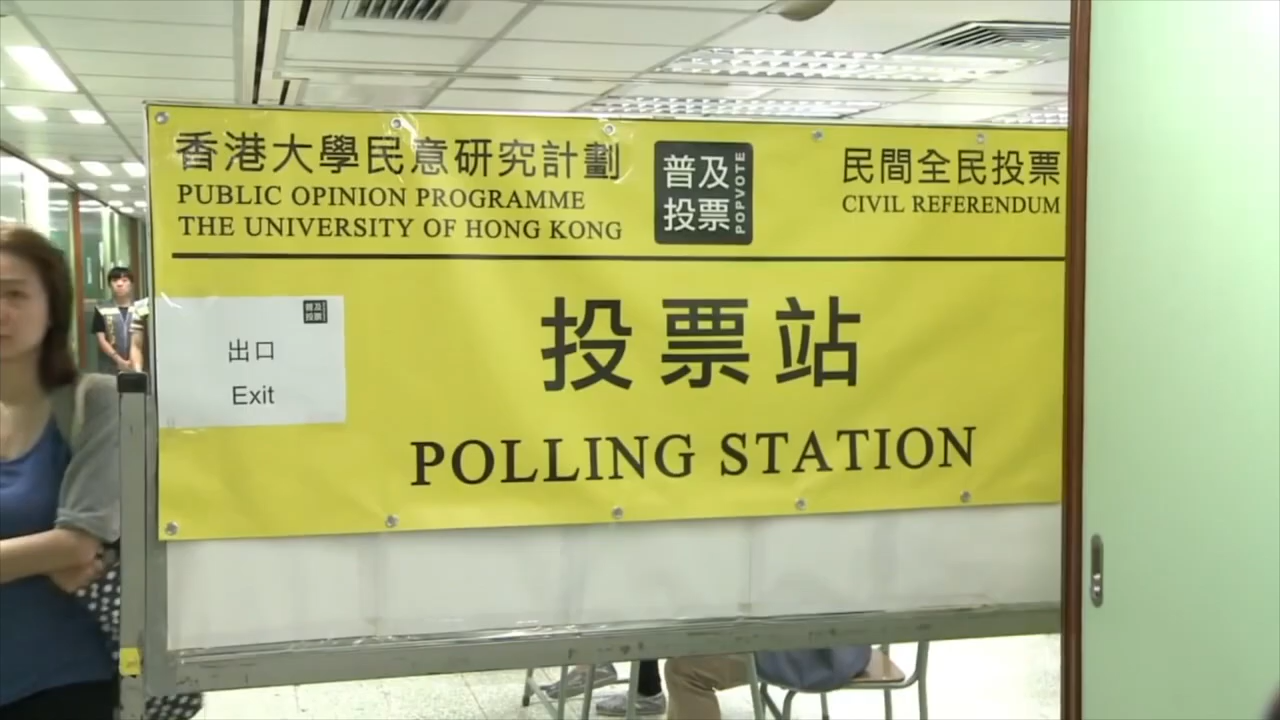 香港大學民意研究計劃
PUBLIC OPINION PROGRAMME
THE UNIVERSITY OF HONG KONG
普及
投票
POPVOTE
民間全民投票
CIVIL REFERENDUM
普及
投票
出口
Exit
投票站
POLLING STATION